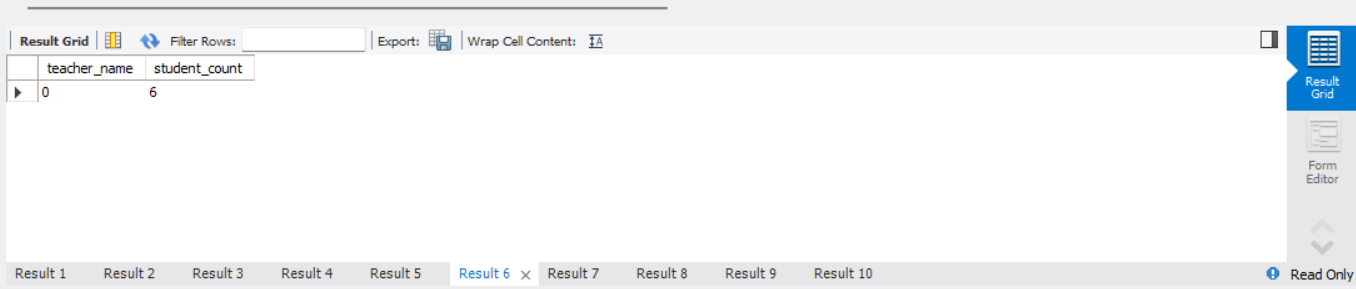 Result Grid Filter Rows: Export: Wrap Cell Content: IA
teacher_name student_count
0 6
Result
Grid
Form
Editor
Result 1 Result 2 Result 3 Result 4 Result 5 Result 6 × Result 7 Result 8 Result 9 Result 10 Read Only